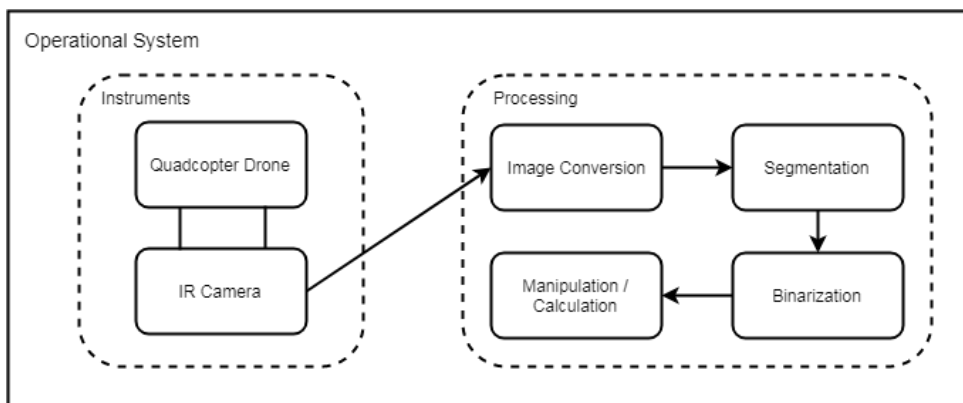 Operational System
Instruments
Quadcopter Drone
IR Camera
Processing
Image Conversion
Segmentation
Manipulation /
Calculation
Binarization